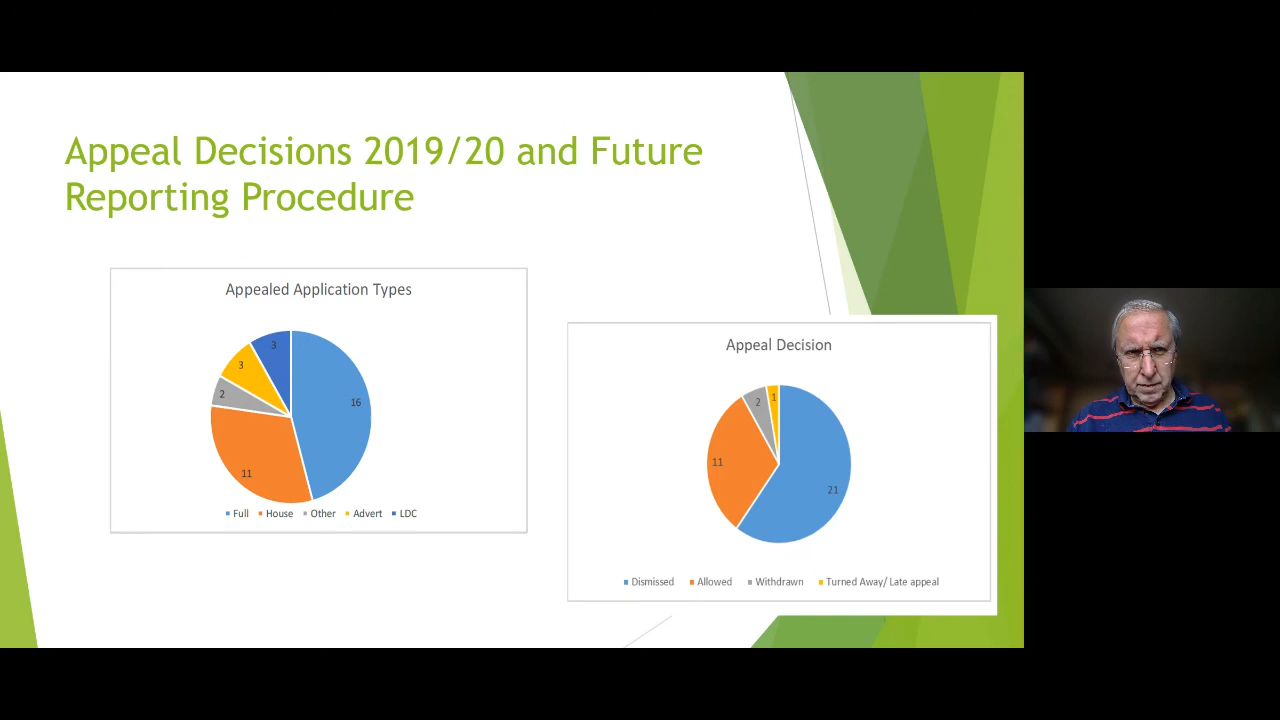 Appeal Decisions 2019/20 and Future
Reporting Procedure
Appealed Application Types
3
3
2
16
11
Full House Other Advert LDC
Appeal Decision
2 1
11
21
Dismissed Allowed Withdrawn Turned Away/ Late appeal